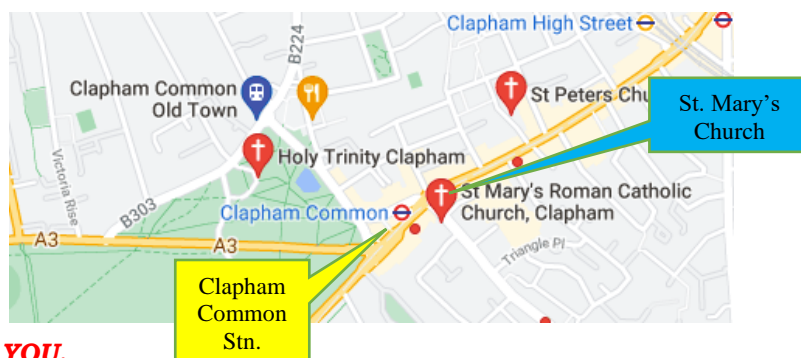 Clapham High Street
B224
Clapham Common
Old Town
St Peters Chu
St. Mary's
Church
Holy Trinity Clapham
Victoria Rise
B303
St Mary's Roman Catholic
Church, Clapham
Clapham Common
A3
A3
Triangle Pl
Clapham
Common
Stn.
YOU.